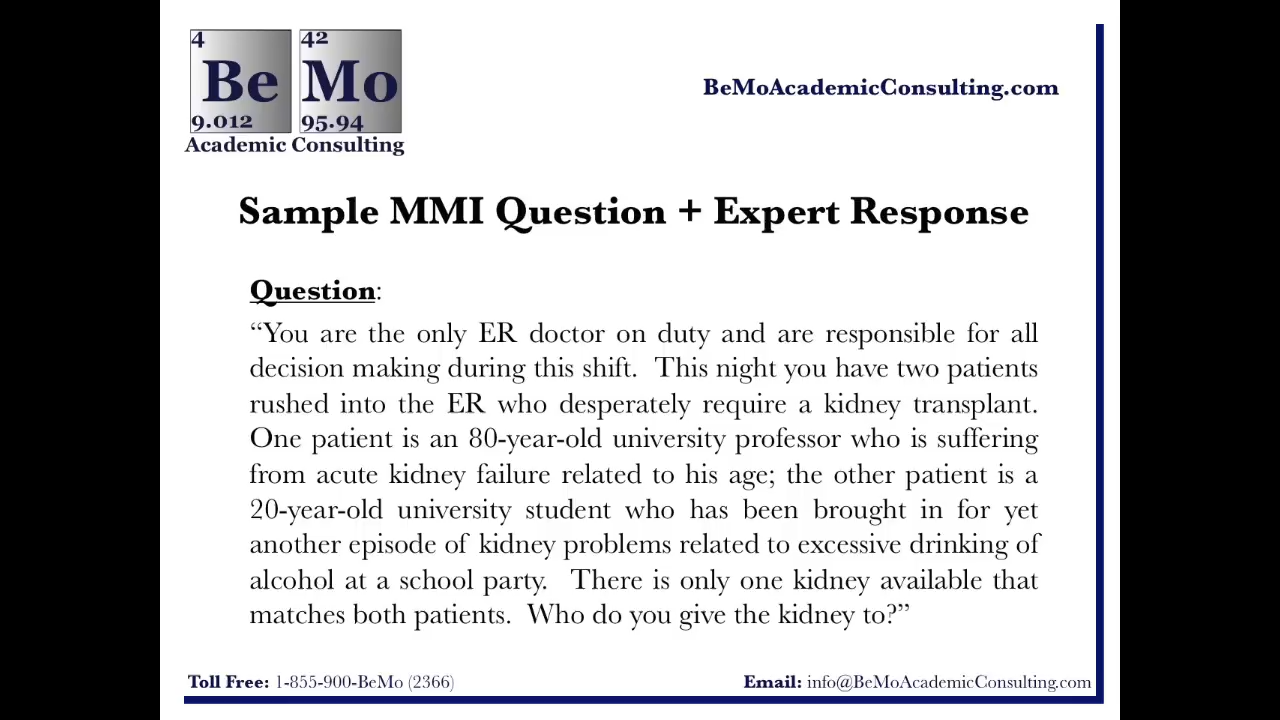 4
42
Be
Mo
9.012
95.94
Academic Consulting
BeMoAcademicConsulting.com
Sample MMI Question + Expert Response
Question:
“You are the only ER doctor on duty and are responsible for all
decision making during this shift.  This night you have two patients
rushed into the ER who desperately require a kidney transplant.
One patient is an 80-year-old university professor who is suffering
from acute kidney failure related to his age; the other patient is a
20-year-old university student who has been brought in for yet
another episode of kidney problems related to excessive drinking of
alcohol at a school party.  There is only one kidney available that
matches both patients.  Who do you give the kidney to?”
Toll Free: 1-855-900-BeMo (2366)
Email: info@BeMoAcademicConsulting.com